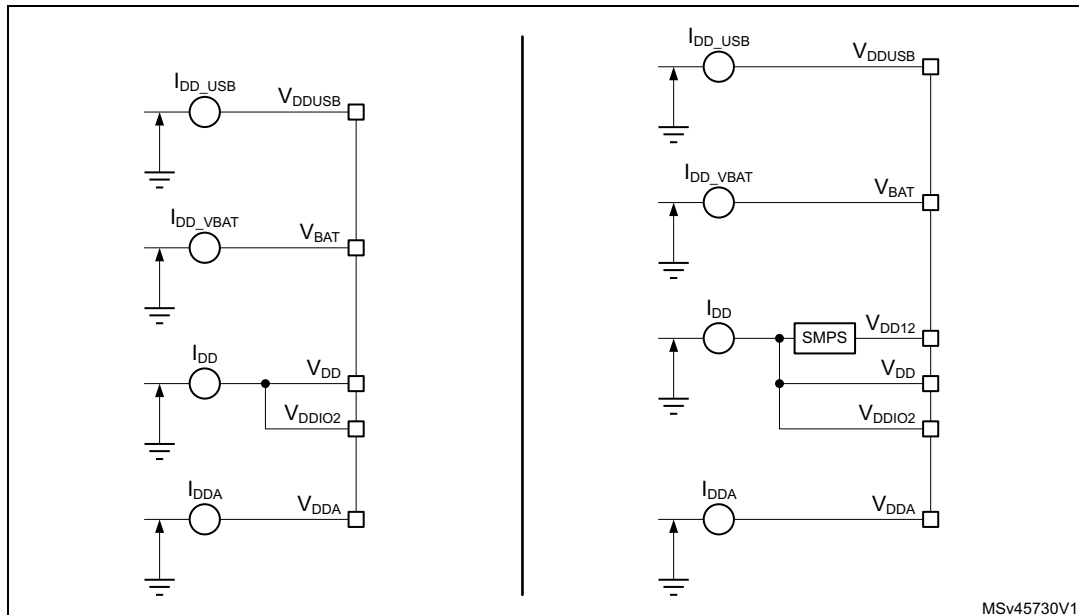 I_DD_USB
V_DDUSB
I_DD_VBAT
V_BAT
I_DD
V_DD
V_DDIO2
I_DDA
V_DDA
I_DD_USB
V_DDUSB
I_DD_VBAT
V_BAT
I_DD
SMPS
V_DD12
V_DD
V_DDIO2
I_DDA
V_DDA
MSv45730V1